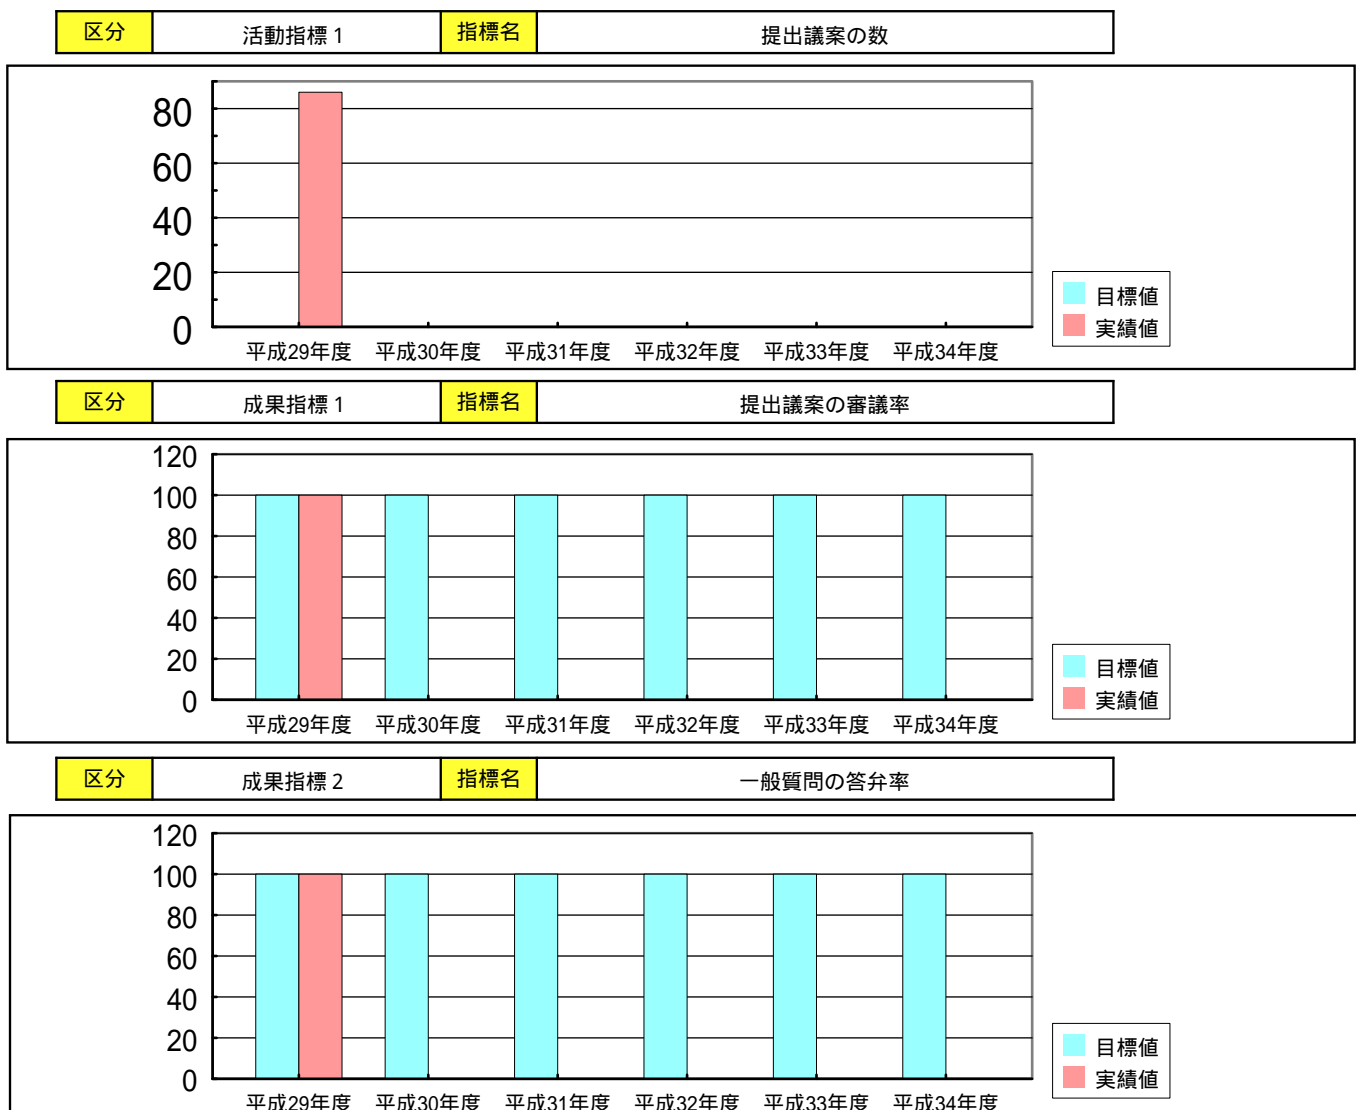 区分 活動指標 1 指標名 提出議案の数
80
60
40
20
0
平成29年度 平成30年度 平成31年度 平成32年度 平成33年度 平成34年度
目標値
実績値
区分 成果指標 1 指標名 提出議案の審議率
120
100
80
60
40
20
0
平成29年度 平成30年度 平成31年度 平成32年度 平成33年度 平成34年度
目標値
実績値
区分 成果指標 2 指標名 一般質問の答弁率
120
100
80
60
40
20
0
平成29年度 平成30年度 平成31年度 平成32年度 平成33年度 平成34年度
目標値
実績値